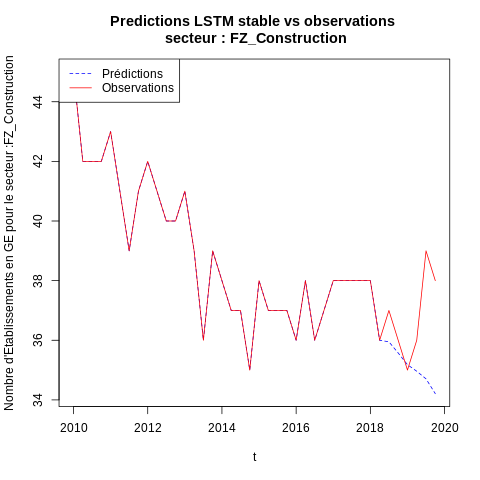 Predictions LSTM stable vs observations
secteur : FZ_Construction
Prédictions
Observations
Nombre d'Etablissements en GE pour le secteur :FZ_Construction
44
42
40
38
36
34
2010
2012
2014
2016
2018
2020
t